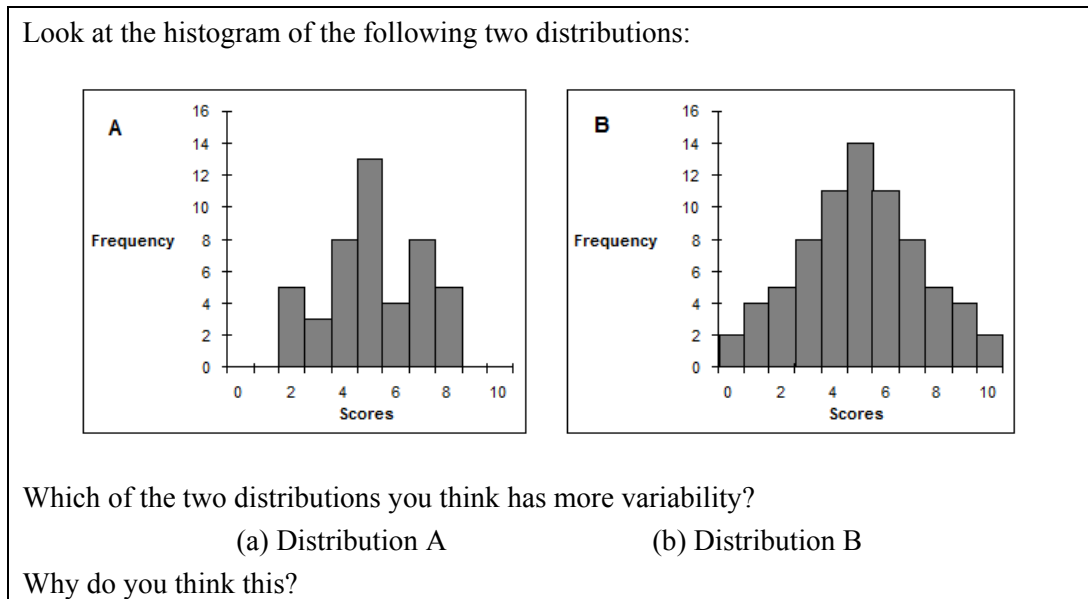 Look at the histogram of the following two distributions:
A
16
14
12
10
Frequency 8
6
4
2
0
0 2 4 6 8 10
Scores
B
16
14
12
10
Frequency 8
6
4
2
0
0 2 4 6 8 10
Scores
Which of the two distributions you think has more variability?
(a) Distribution A (b) Distribution B
Why do you think this?